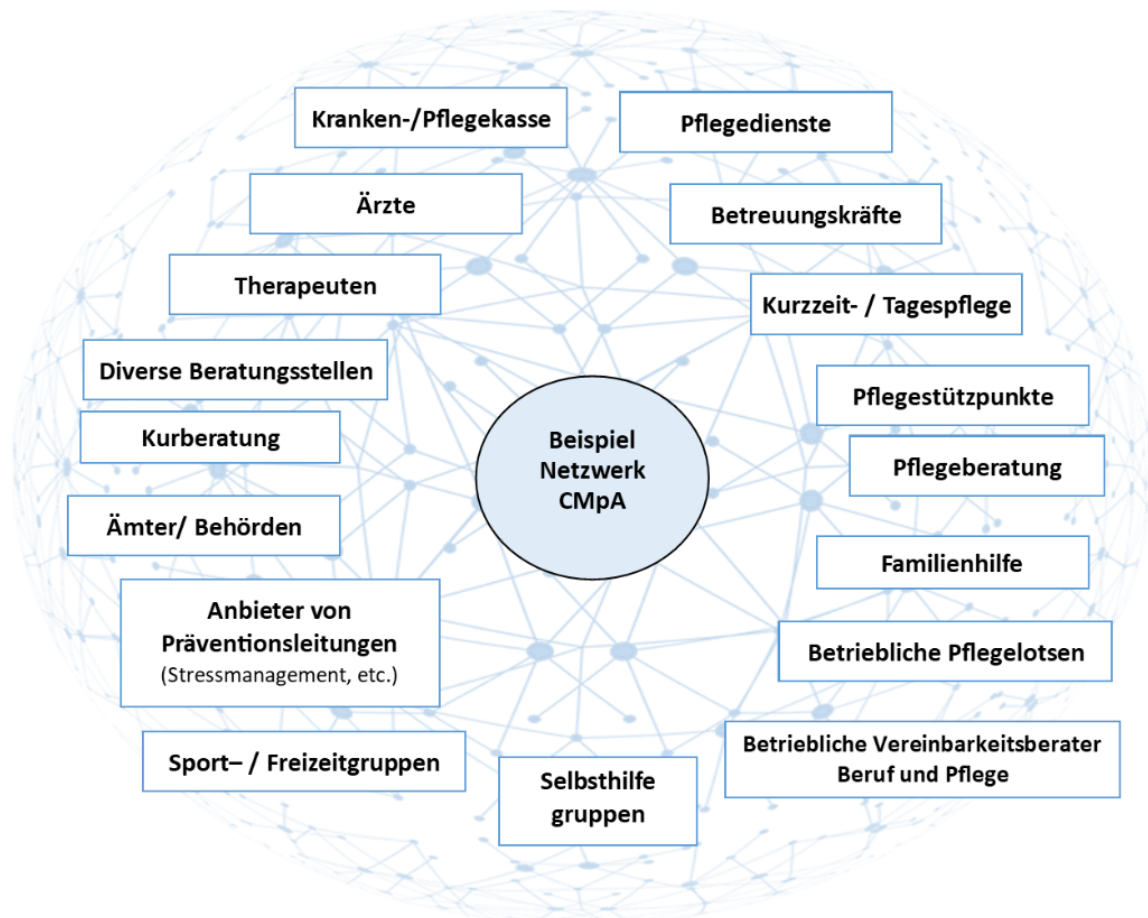 Kranken-/Pflegekasse
Pflegedienste
Ärzte
Betreuungskräfte
Therapeuten
Kurzzeit- / Tagespflege
Diverse Beratungsstellen
Pflegestützpunkte
Kurberatung
Beispiel
Netzwerk
CMpA
Pflegeberatung
Ämter/ Behörden
Familienhilfe
Anbieter von
Präventionsleitungen
(Stressmanagement, etc.)
Betriebliche Pflegelotsen
Sport– / Freizeitgruppen
Selbsthilfe
gruppen
Betriebliche Vereinbarkeitsberater
Beruf und Pflege